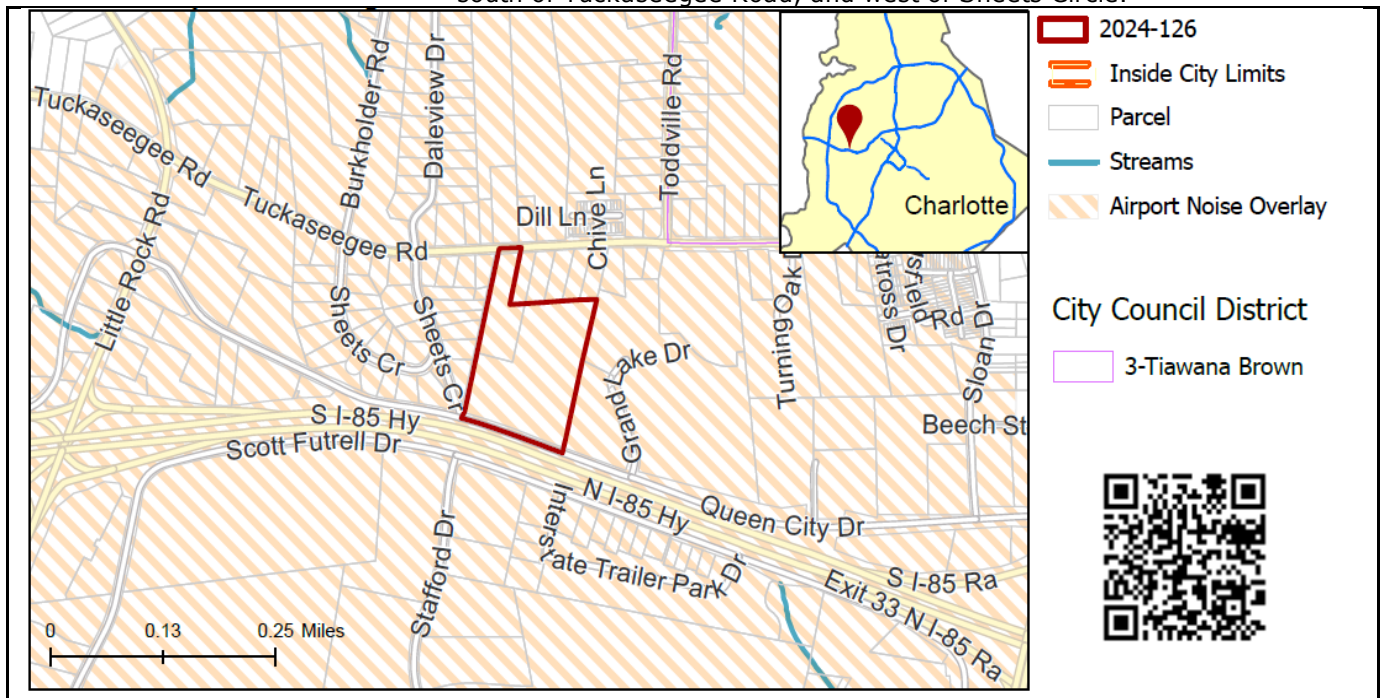 south of Tuckaseegee Road, and west of Sheets Circle.
2024-126
Inside City Limits
Parcel
Streams
Airport Noise Overlay
City Council District
3-Tiawana Brown
Charlotte
Tuckaseegee Rd
Tuckaseegee Rd
Burkholder Rd
Daleview Dr
Toddville Rd
Dill Ln
Chive Ln
Little Rock Rd
Sheets Cr
Sheets Cr
Grand Lake Dr
Turning Oak D
tross Dr
sfield
Rd
Sloan Dr
Beech St
S I-85 Hy
Scott Futrell Dr
N I-85 Hy
Queen City Dr
Stafford Dr
Interstate Trailer Park Dr
S I-85 Ra
Exit 33 N I-85 Ra
0 0.13 0.25 Miles